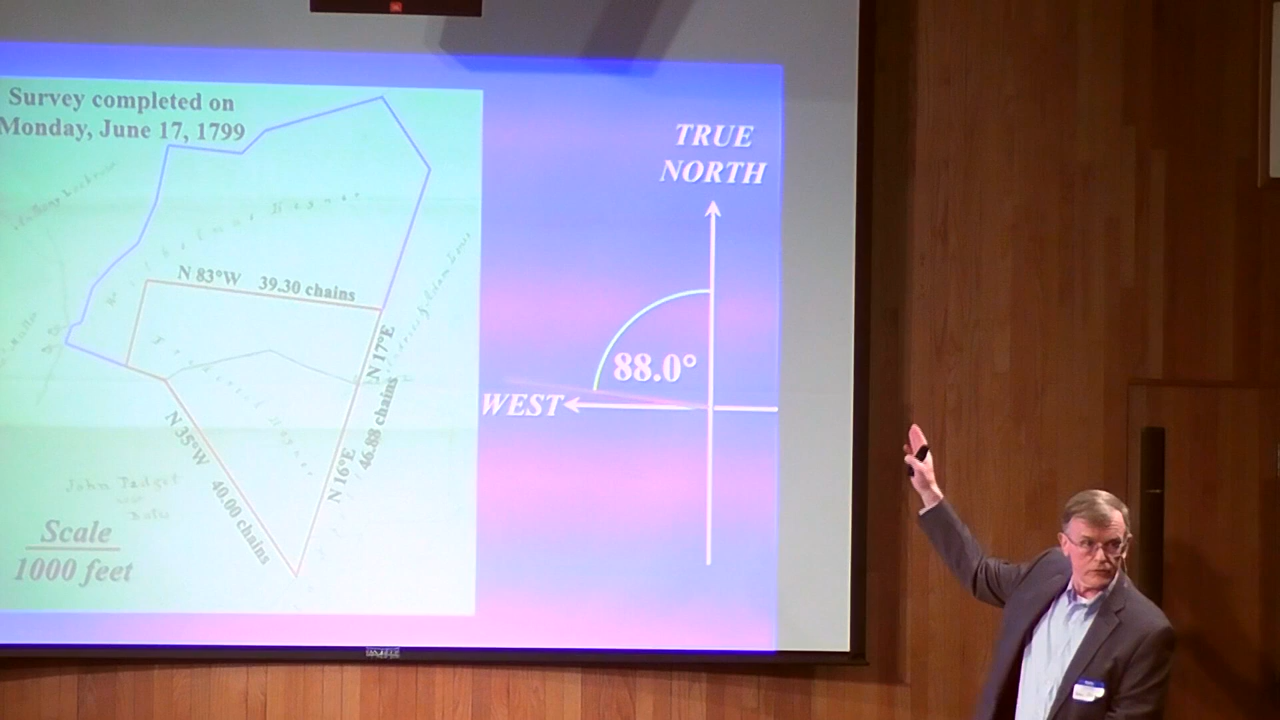 Survey completed on
Monday, June 17, 1799
TRUE
NORTH
N 83°W 39.30 chains
N 17°E
88.0°
WEST
46.88 chains
N 35°W
N 16°E
40.00 chains
John
Scale
1000 feet